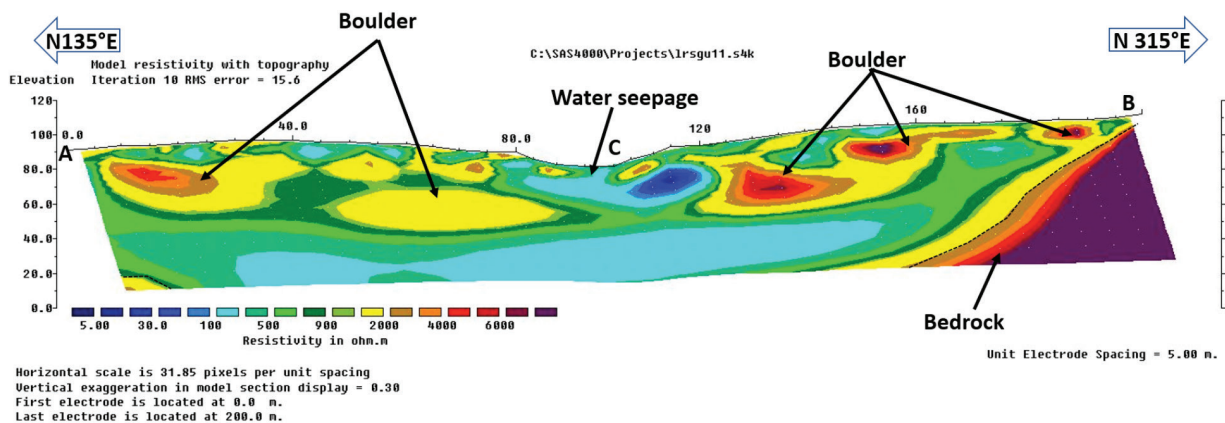 N135°E
Boulder
N 315°E
Model resistivity with topography
C:\SAS4000\Projects\lrsgu11.s4k
Boulder
Elevation Iteration 10 RMS error = 15.6
Water seepage
120
100
80.0
60.0
40.0
20.0
0.0
A
0.0
40.0
80.0
C
120
160
B
5.00 30.0 100 500 900 2000 4000 6000
Resistivity in ohm.m
Bedrock
Unit Electrode Spacing = 5.00 m.
Horizontal scale is 31.85 pixels per unit spacing
Vertical exaggeration in model section display = 0.30
First electrode is located at 0.0 m.
Last electrode is located at 200.0 m.